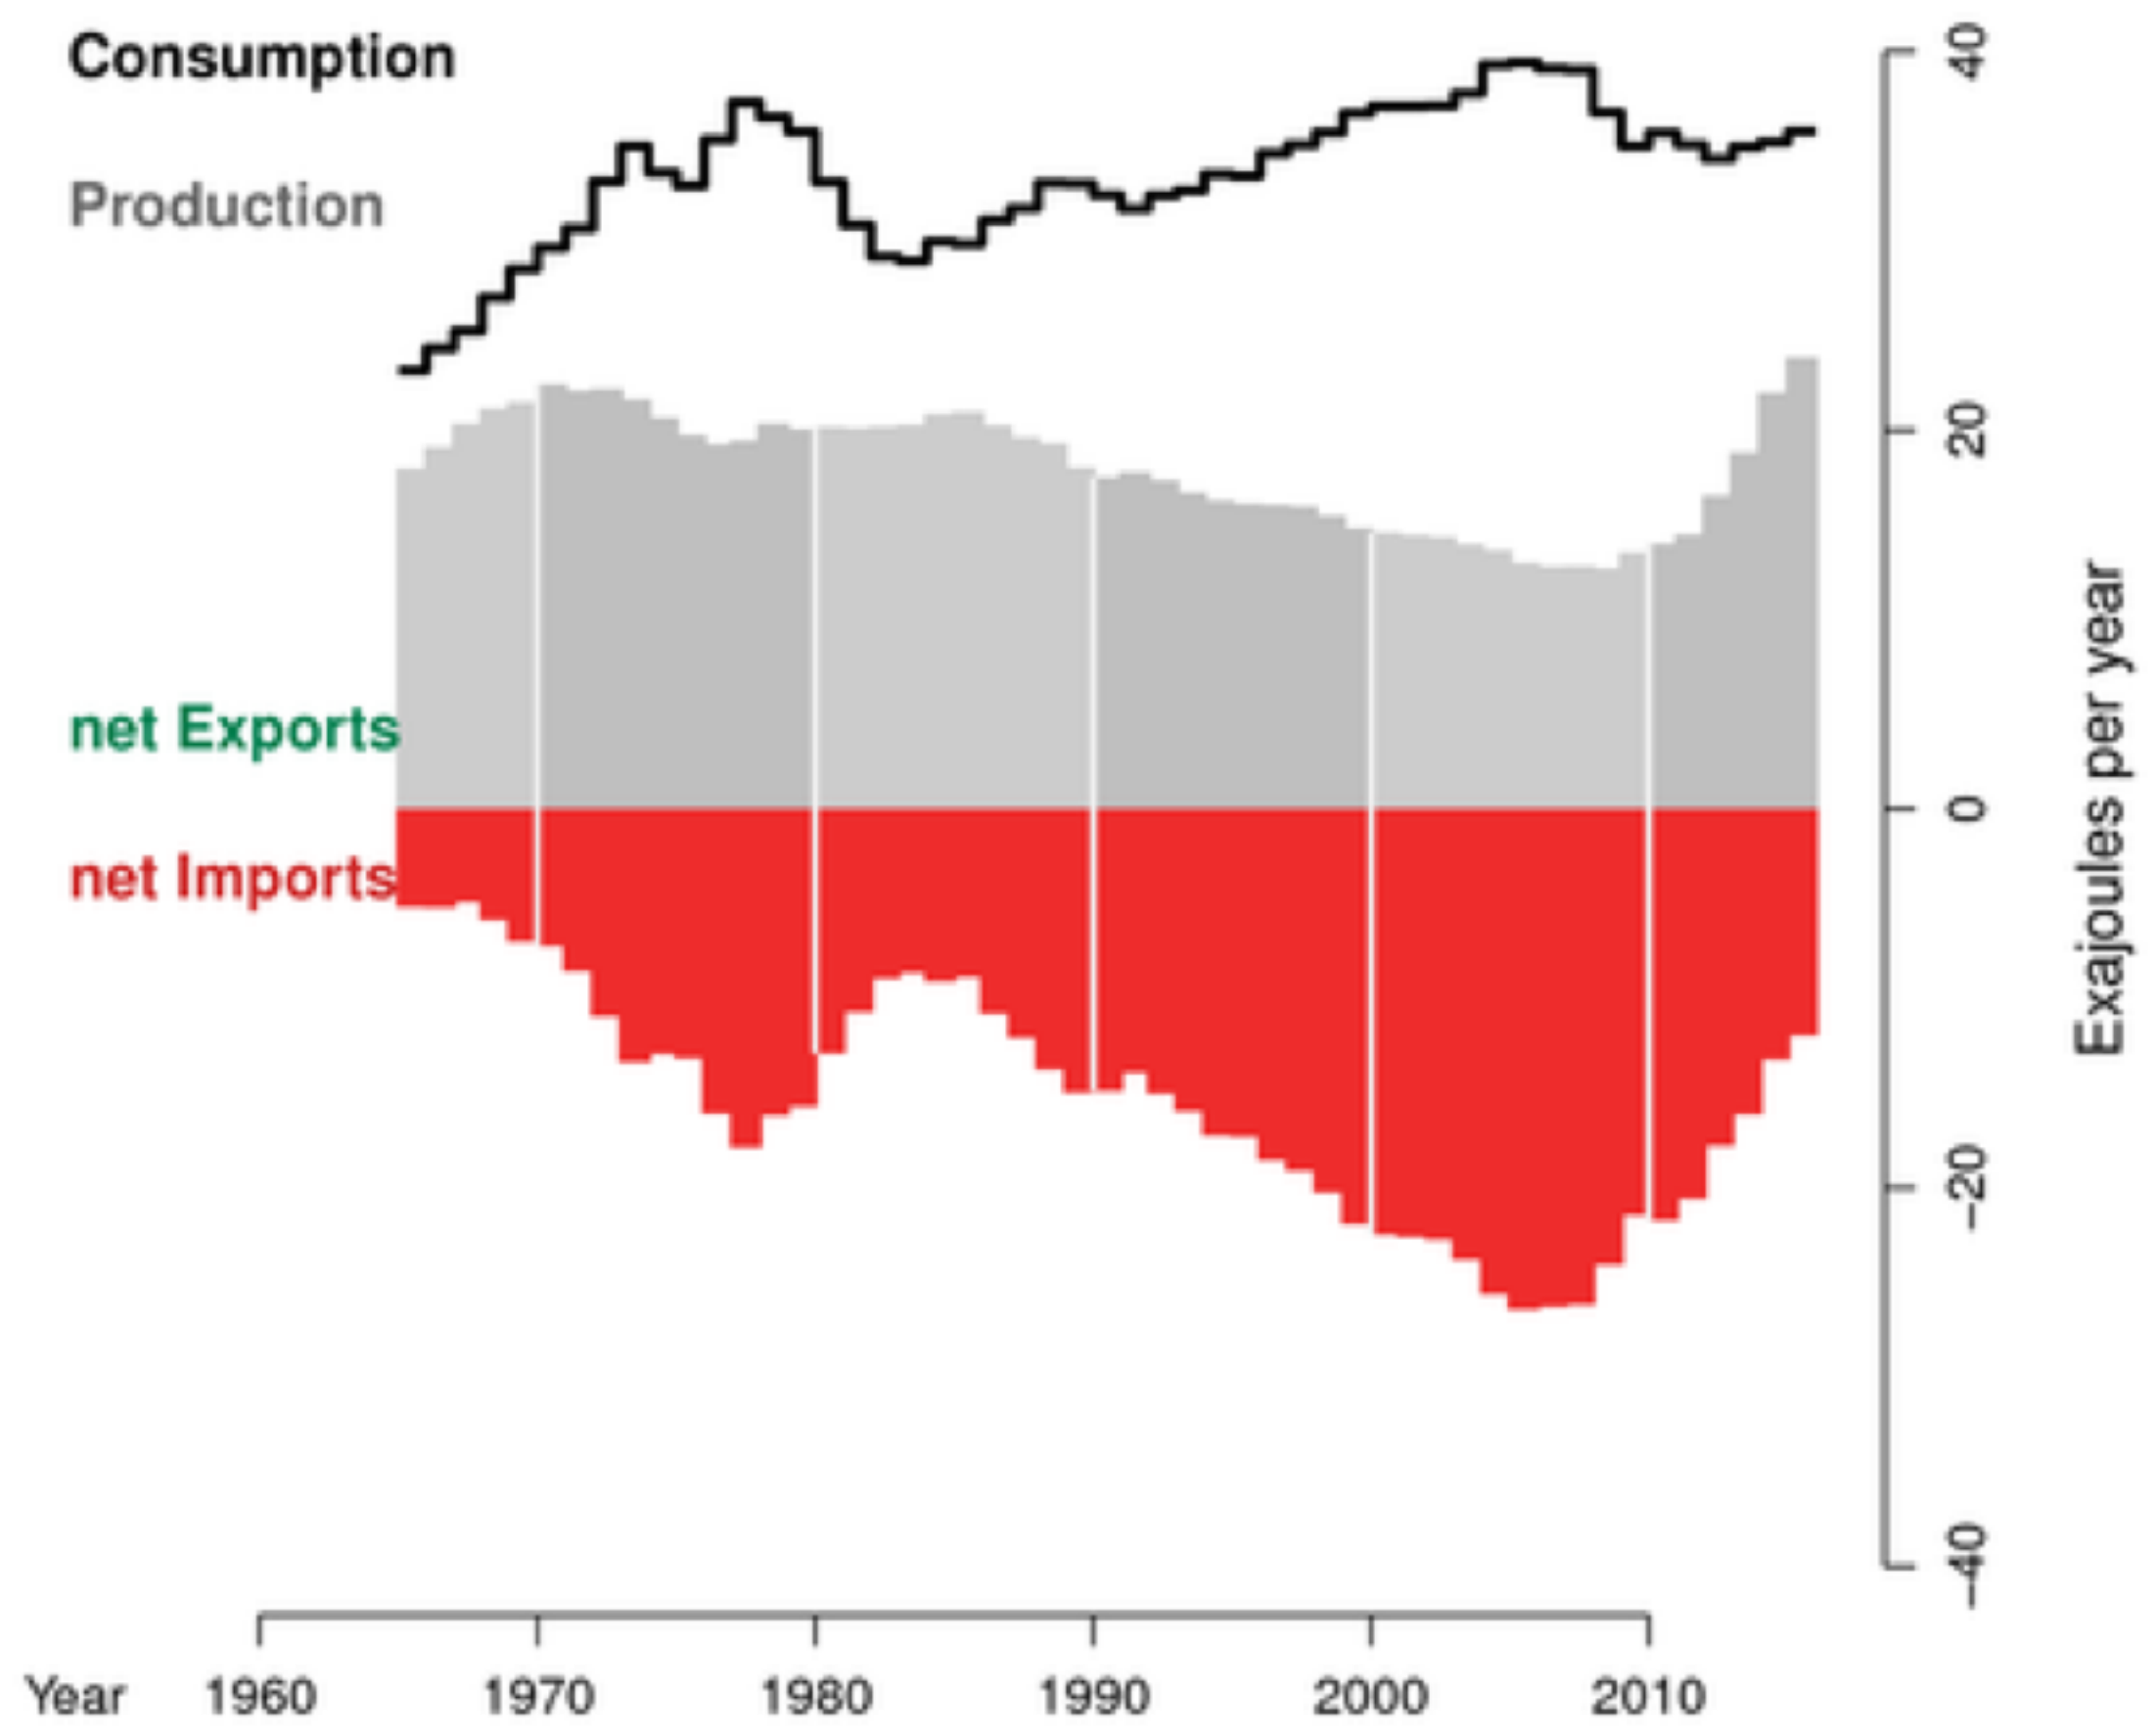 Consumption
Production
net Exports
net Imports
40
20
0
−20
−40
Exajoules per year
Year 1960 1970 1980 1990 2000 2010